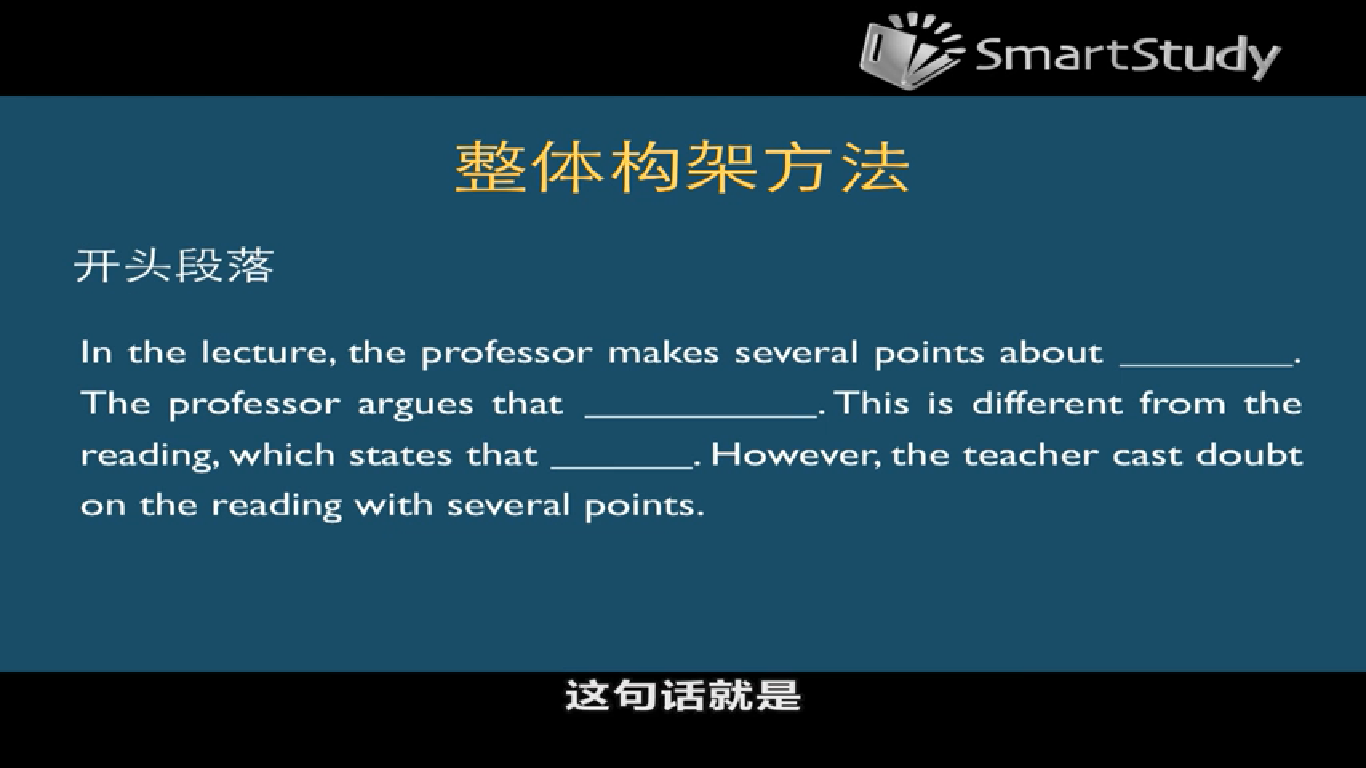 SmartStudy
整体构架方法
开头段落
In the lecture, the professor makes several points about _________.
The professor argues that ____________. This is different from the
reading, which states that _______. However, the teacher cast doubt
on the reading with several points.
这句话就是